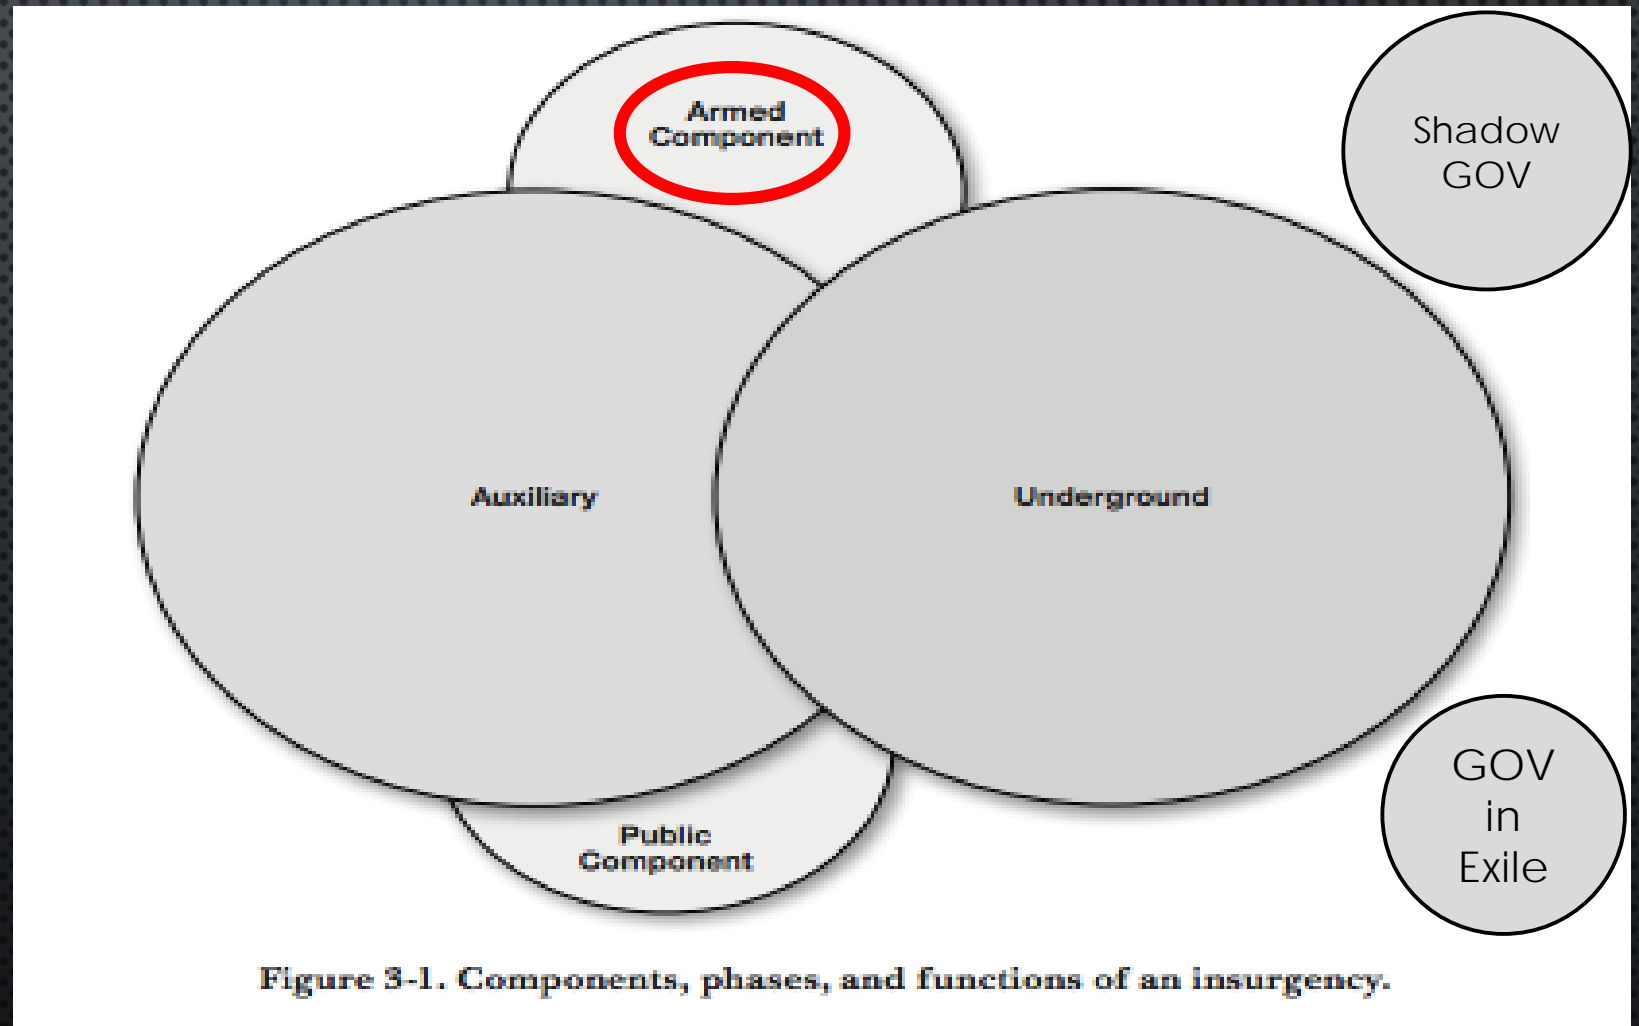 Armed
Component
Shadow
GOV
Auxiliary
Underground
Public
Component
GOV
in
Exile
Figure 3-1. Components, phases, and functions of an insurgency.